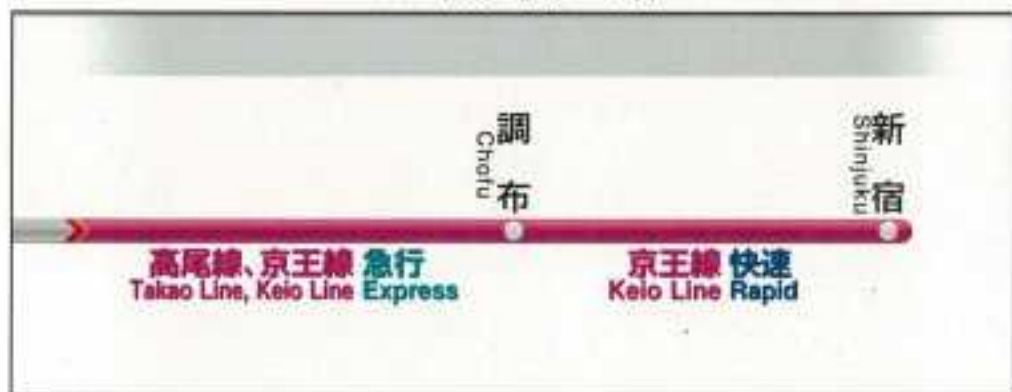 調布
Chofu
新宿
Shinjuku
高尾線、京王線 急行
Takao Line, Keio Line Express
京王線 快速
Keio Line Rapid